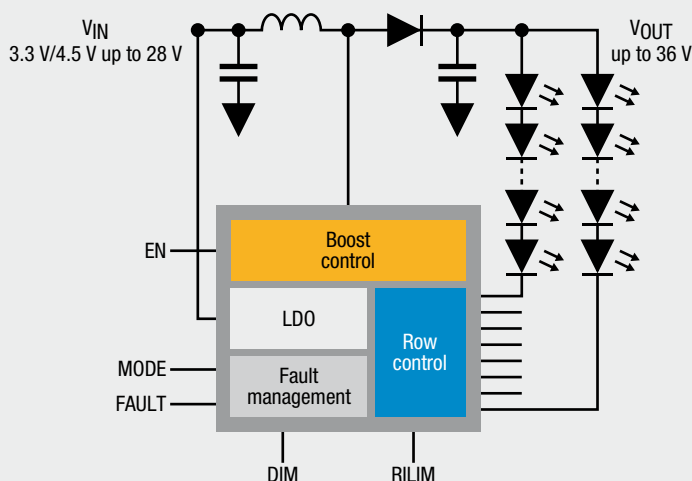 VIN
3.3 V/4.5 V up to 28 V
VOUT
up to 36 V
EN
Boost
control
LDO
Row
control
MODE
Fault
management
FAULT
DIM
RILIM